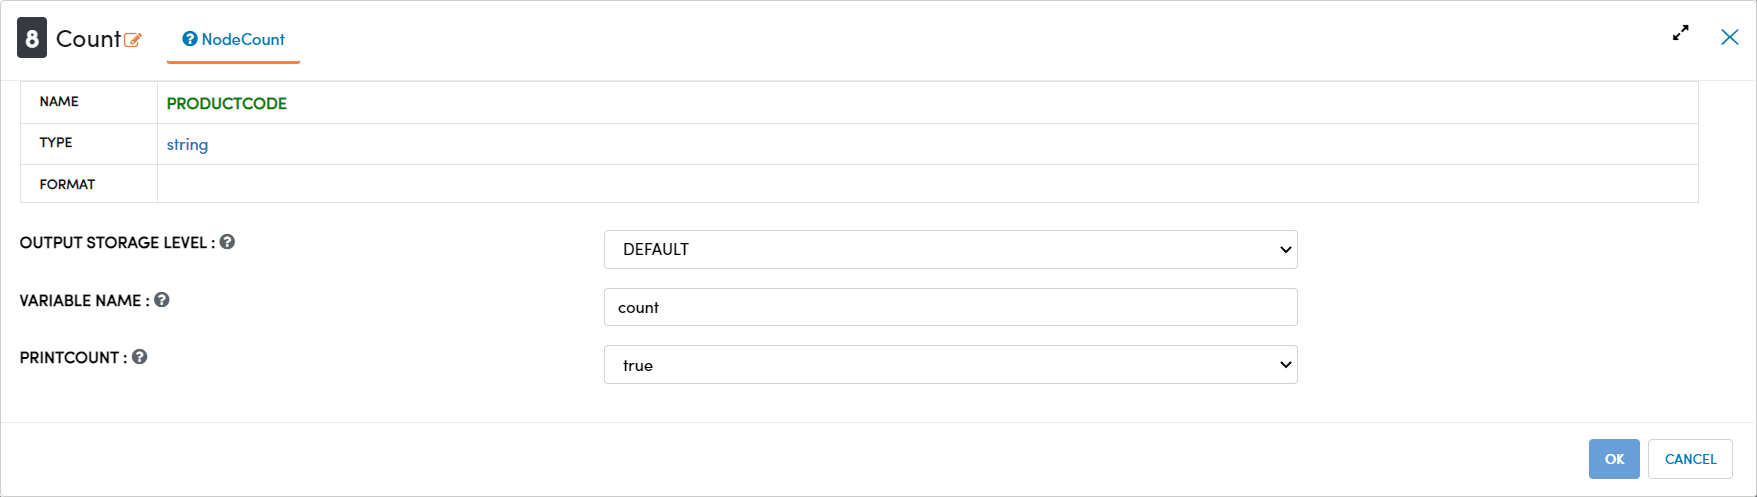 8 Count NodeCount
NAME PRODUCTCODE
TYPE string
FORMAT
OUTPUT STORAGE LEVEL : DEFAULT
VARIABLE NAME : count
PRINTCOUNT : true
OK CANCEL